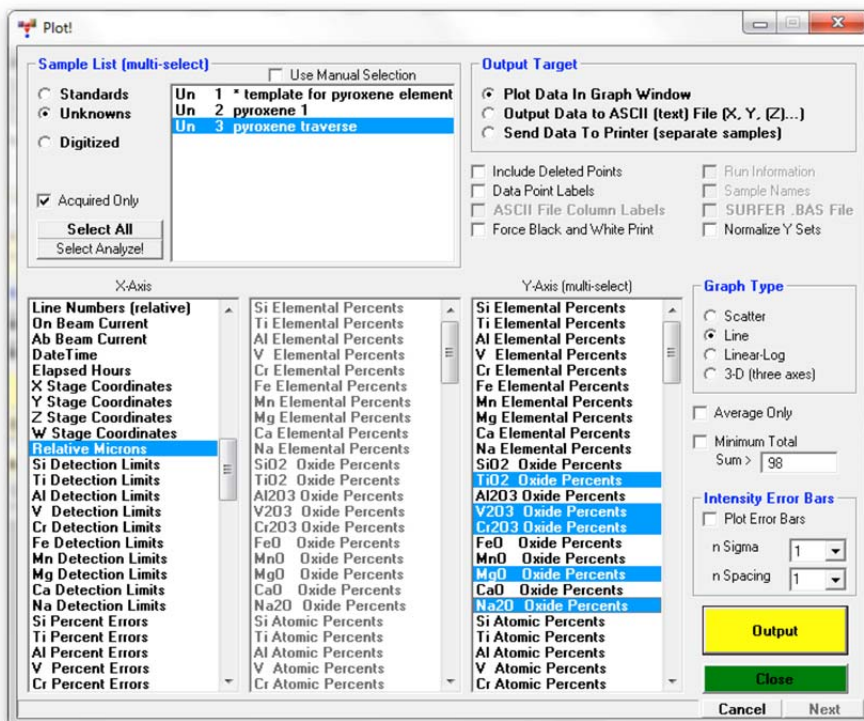 Plot!
Sample List (multi-select)
Use Manual Selection
Standards
Unknowns
Digitized
Acquired Only
Select All
Select Analyze!
Un 1 * template for pyroxene element
Un 2 pyroxene 1
Un 3 pyroxene traverse
Output Target
Plot Data In Graph Window
Output Data to ASCII (text) File (X, Y, (Z)...)
Send Data To Printer (separate samples)
Include Deleted Points
Data Point Labels
ASCII File Column Labels
Force Black and White Print
Run Information
Sample Names
SURFER .BAS File
Normalize Y Sets
X-Axis
Line Numbers (relative)
On Beam Current
Ab Beam Current
DateTime
Elapsed Hours
X Stage Coordinates
Y Stage Coordinates
Z Stage Coordinates
W Stage Coordinates
Relative Microns
Si Detection Limits
Ti Detection Limits
Al Detection Limits
V Detection Limits
Cr Detection Limits
Fe Detection Limits
Mn Detection Limits
Mg Detection Limits
Ca Detection Limits
Na Detection Limits
Si Percent Errors
Ti Percent Errors
Al Percent Errors
V Percent Errors
Cr Percent Errors
Si Elemental Percents
Ti Elemental Percents
Al Elemental Percents
V Elemental Percents
Cr Elemental Percents
Fe Elemental Percents
Mn Elemental Percents
Mg Elemental Percents
Ca Elemental Percents
Na Elemental Percents
SiO2 Oxide Percents
TiO2 Oxide Percents
Al2O3 Oxide Percents
V2O3 Oxide Percents
Cr2O3 Oxide Percents
FeO Oxide Percents
MnO Oxide Percents
MgO Oxide Percents
CaO Oxide Percents
Na2O Oxide Percents
Si Atomic Percents
Ti Atomic Percents
Al Atomic Percents
V Atomic Percents
Cr Atomic Percents
Y-Axis (multi-select)
Si Elemental Percents
Ti Elemental Percents
Al Elemental Percents
V Elemental Percents
Cr Elemental Percents
Fe Elemental Percents
Mn Elemental Percents
Mg Elemental Percents
Ca Elemental Percents
Na Elemental Percents
SiO2 Oxide Percents
TiO2 Oxide Percents
Al2O3 Oxide Percents
V2O3 Oxide Percents
Cr2O3 Oxide Percents
FeO Oxide Percents
MnO Oxide Percents
MgO Oxide Percents
CaO Oxide Percents
Na2O Oxide Percents
Si Atomic Percents
Ti Atomic Percents
Al Atomic Percents
V Atomic Percents
Cr Atomic Percents
Graph Type
Scatter
Line
Linear-Log
3-D (three axes)
Average Only
Minimum Total
Sum > 98
Intensity Error Bars
Plot Error Bars
n Sigma 1
n Spacing 1
Output
Close
Cancel
Next